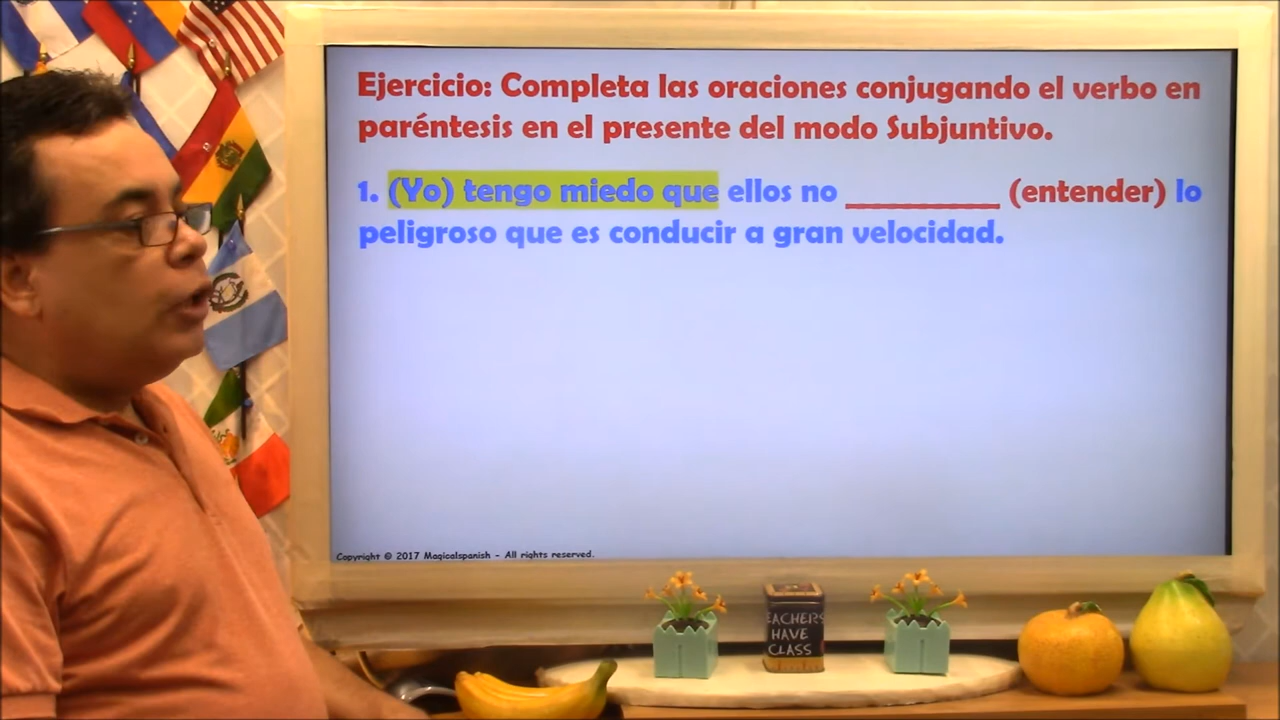 Ejercicio: Completa las oraciones conjugando el verbo en
paréntesis en el presente del modo Subjuntivo.
1. (Yo) tengo miedo que ellos no __________ (entender) lo
peligroso que es conducir a gran velocidad.
Copyright © 2017 Magicalspanish - All rights reserved.
EACHERS
HAVE
CLASS